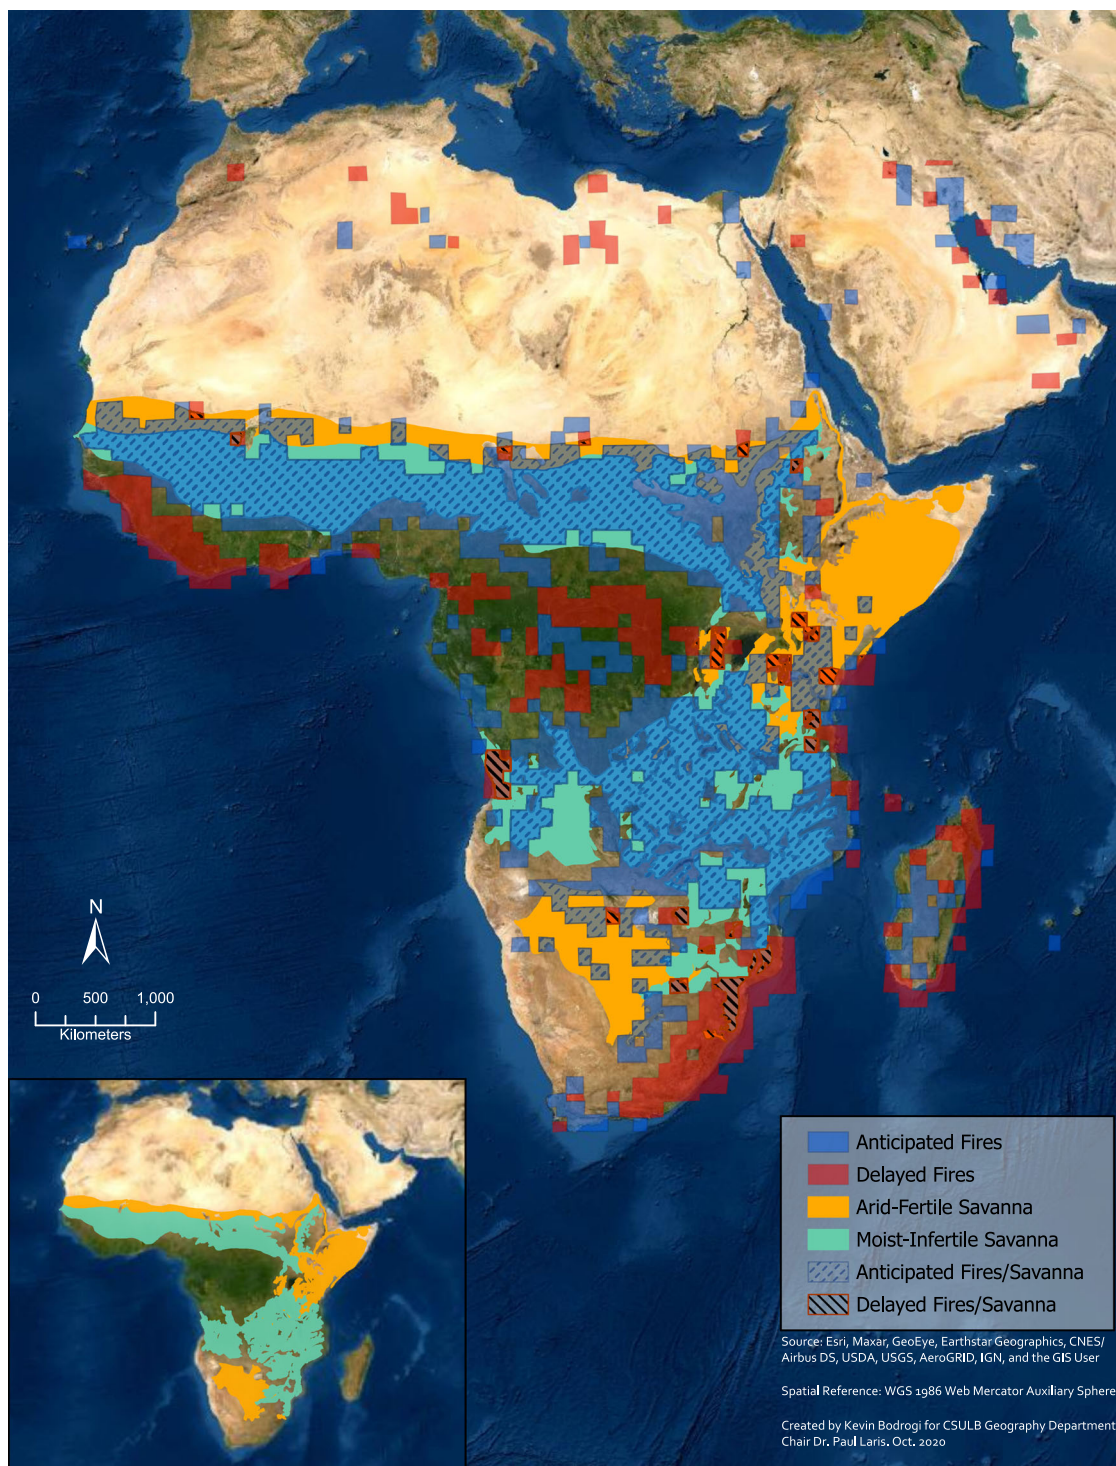 N
0 500 1,000
Kilometers
Anticipated Fires
Delayed Fires
Arid-Fertile Savanna
Moist-Infertile Savanna
Anticipated Fires/Savanna
Delayed Fires/Savanna
Source: Esri, Maxar, GeoEye, Earthstar Geographics, CNES/
Airbus DS, USDA, USGS, AeroGRID, IGN, and the GIS User
Spatial Reference: WGS 1986 Web Mercator Auxiliary Sphere
Created by Kevin Bodrogi for CSULB Geography Department
Chair Dr. Paul Laris. Oct. 2020